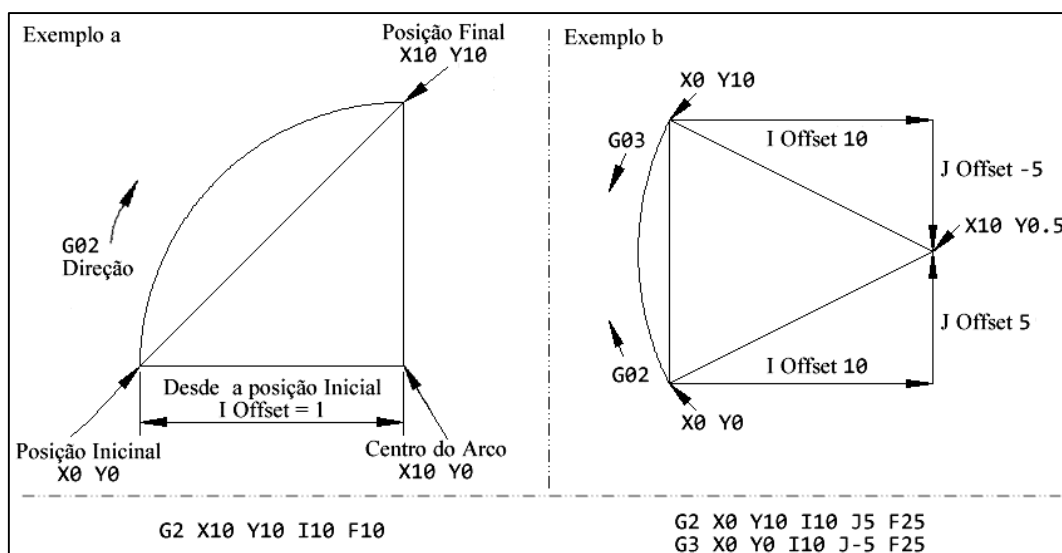 Exemplo a
Posição Final
X10 Y10
G02
Direção
Desde a posição Inicial
I Offset = 1
Posição Inicinal
X0 Y0
Centro do Arco
X10 Y0
G2 X10 Y10 I10 F10
Exemplo b
X0 Y10
I Offset 10
G03
J Offset -5
X10 Y0.5
J Offset 5
G02
I Offset 10
X0 Y0
G2 X0 Y10 I10 J5 F25
G3 X0 Y0 I10 J-5 F25